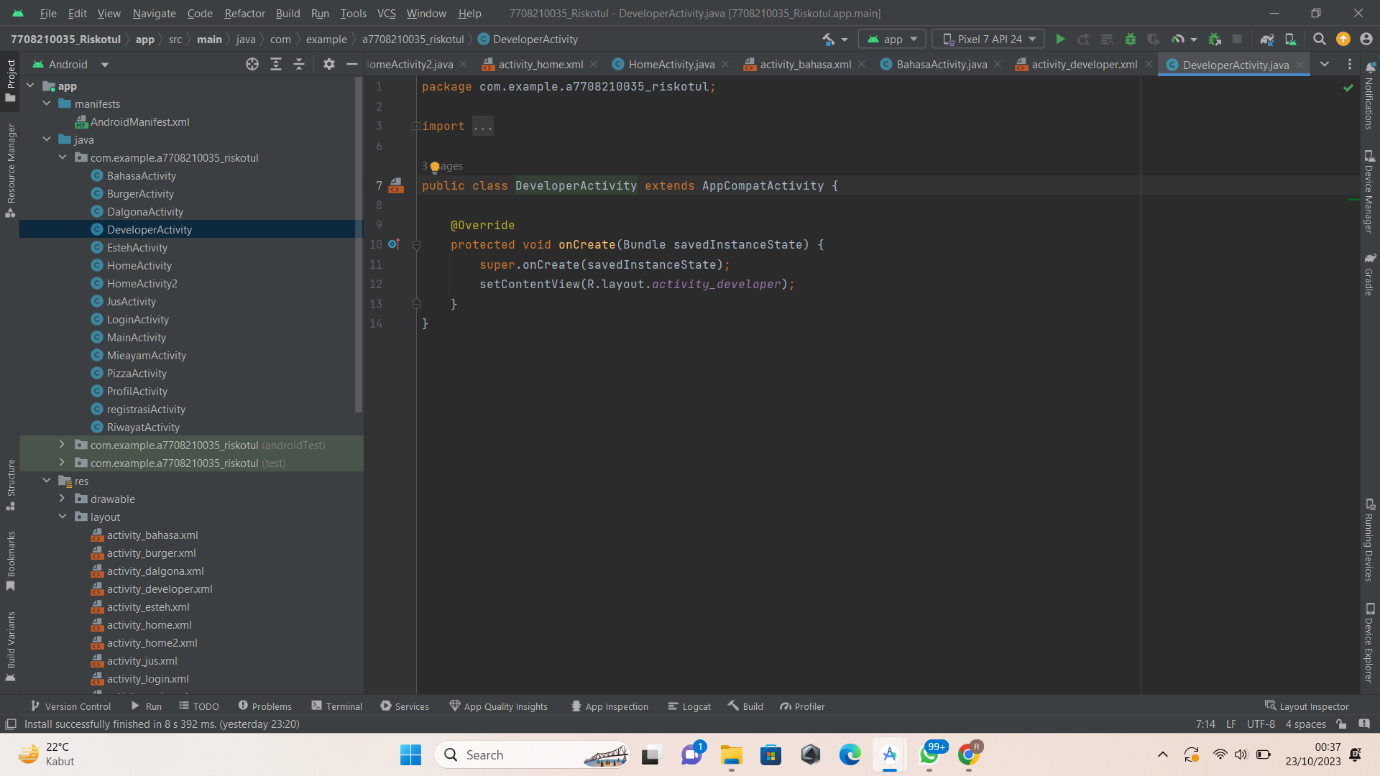 File Edit View Navigate Code Refactor Build Run Tools VCS Window Help 7708210035_Riskotul - DeveloperActivity.java [7708210035_Riskotul.app.main]
7708210035_Riskotul app src main java com example a7708210035_riskotul DeveloperActivity app Pixel 7 API 24
Android HomeActivity2.java activity_home.xml HomeActivity.java activity_bahasa.xml BahasaActivity.java activity_developer.xml DeveloperActivity.java
Project
Resource Manager
Structure
Bookmarks
Build Variants
app
manifests
AndroidManifest.xml
java
com.example.a7708210035_riskotul
BahasaActivity
BurgerActivity
DalgonaActivity
DeveloperActivity
EstehActivity
HomeActivity
HomeActivity2
JusActivity
LoginActivity
MainActivity
MieayamActivity
PizzaActivity
ProfilActivity
registrasiActivity
RiwayatActivity
com.example.a7708210035_riskotul (androidTest)
com.example.a7708210035_riskotul (test)
res
drawable
layout
activity_bahasa.xml
activity_burger.xml
activity_dalgona.xml
activity_developer.xml
activity_esteh.xml
activity_home.xml
activity_home2.xml
activity_jus.xml
activity_login.xml
1 package com.example.a7708210035_riskotul;
2
3 import ...
6
7 public class DeveloperActivity extends AppCompatActivity {
8
9 @Override
10 protected void onCreate(Bundle savedInstanceState) {
11 super.onCreate(savedInstanceState);
12 setContentView(R.layout.activity_developer);
13 }
14 }
Notifications
Device Manager
Gradle
Running Devices
Device Explorer
Version Control Run TODO Problems Terminal Services App Quality Insights App Inspection Logcat Build Profiler Layout Inspector
Install successfully finished in 8 s 392 ms. (yesterday 23:20) 7:14 LF UTF-8 4 spaces
22°C
Kabut
Search
1
99+
R
00:37
23/10/2023